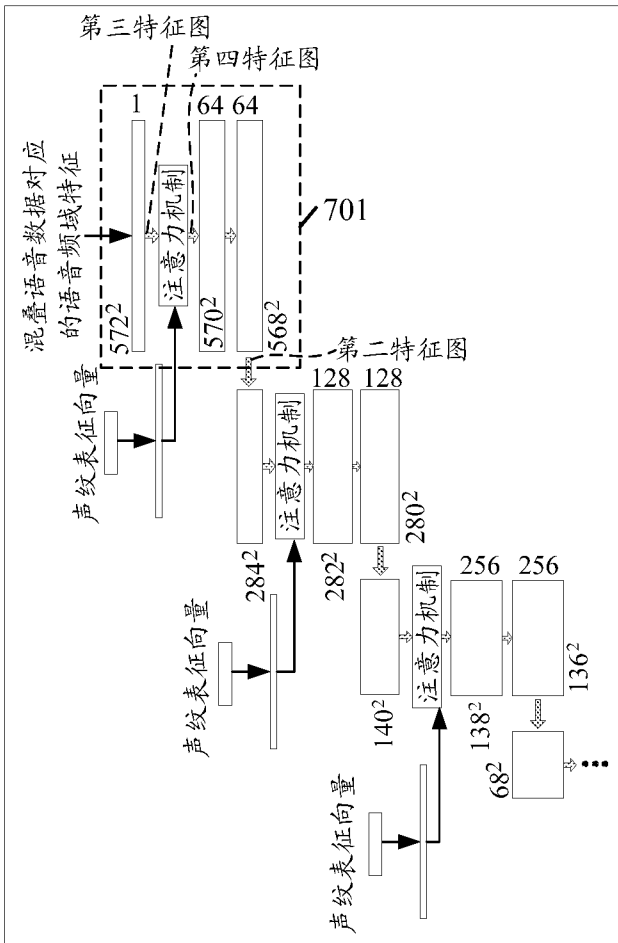 第三特征图
第四特征图
混叠语音数据对应
的语音频域特征
1
64
64
注意力机制
701
572²
570²
568²
第二特征图
声纹表征向量
128
128
注意力机制
284²
282²
280²
声纹表征向量
256
256
注意力机制
140²
138²
136²
68²
声纹表征向量